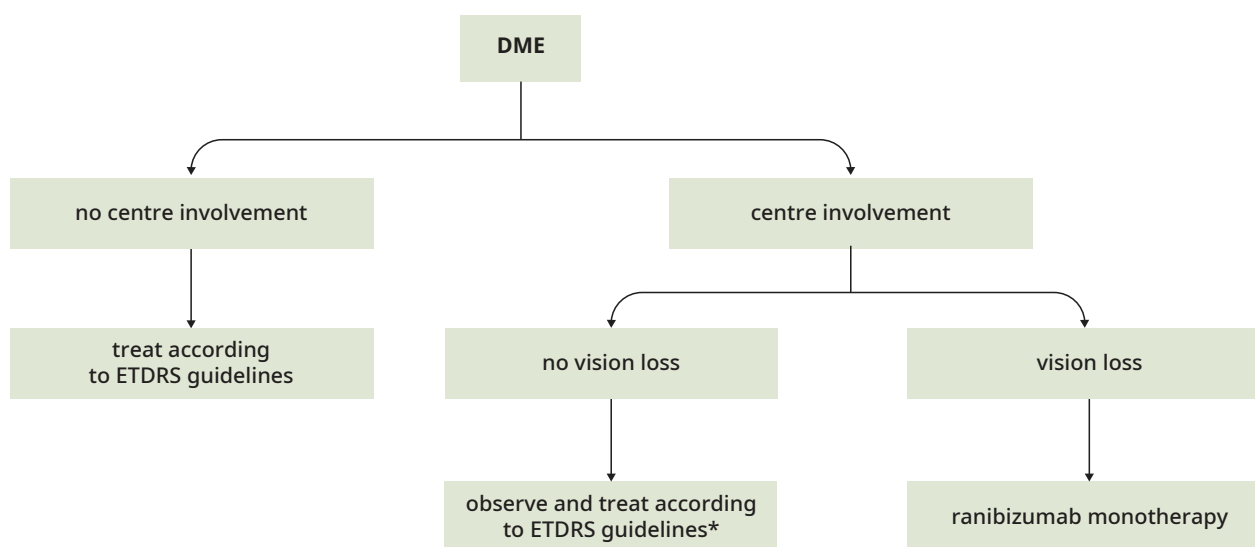 DME
no centre involvement
centre involvement
treat according
to ETDRS guidelines
no vision loss
vision loss
observe and treat according
to ETDRS guidelines*
ranibizumab monotherapy